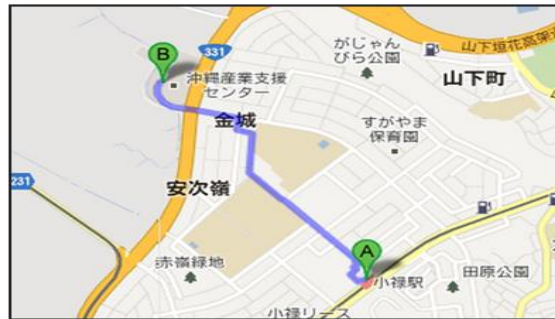 B
331
がじゃん
びら公園
山下垣花高架
山下町
沖縄産業支援
センター
金城
すがやま
保育園
231
安次嶺
赤嶺緑地
A
小禄駅
田原公園
小禄リース